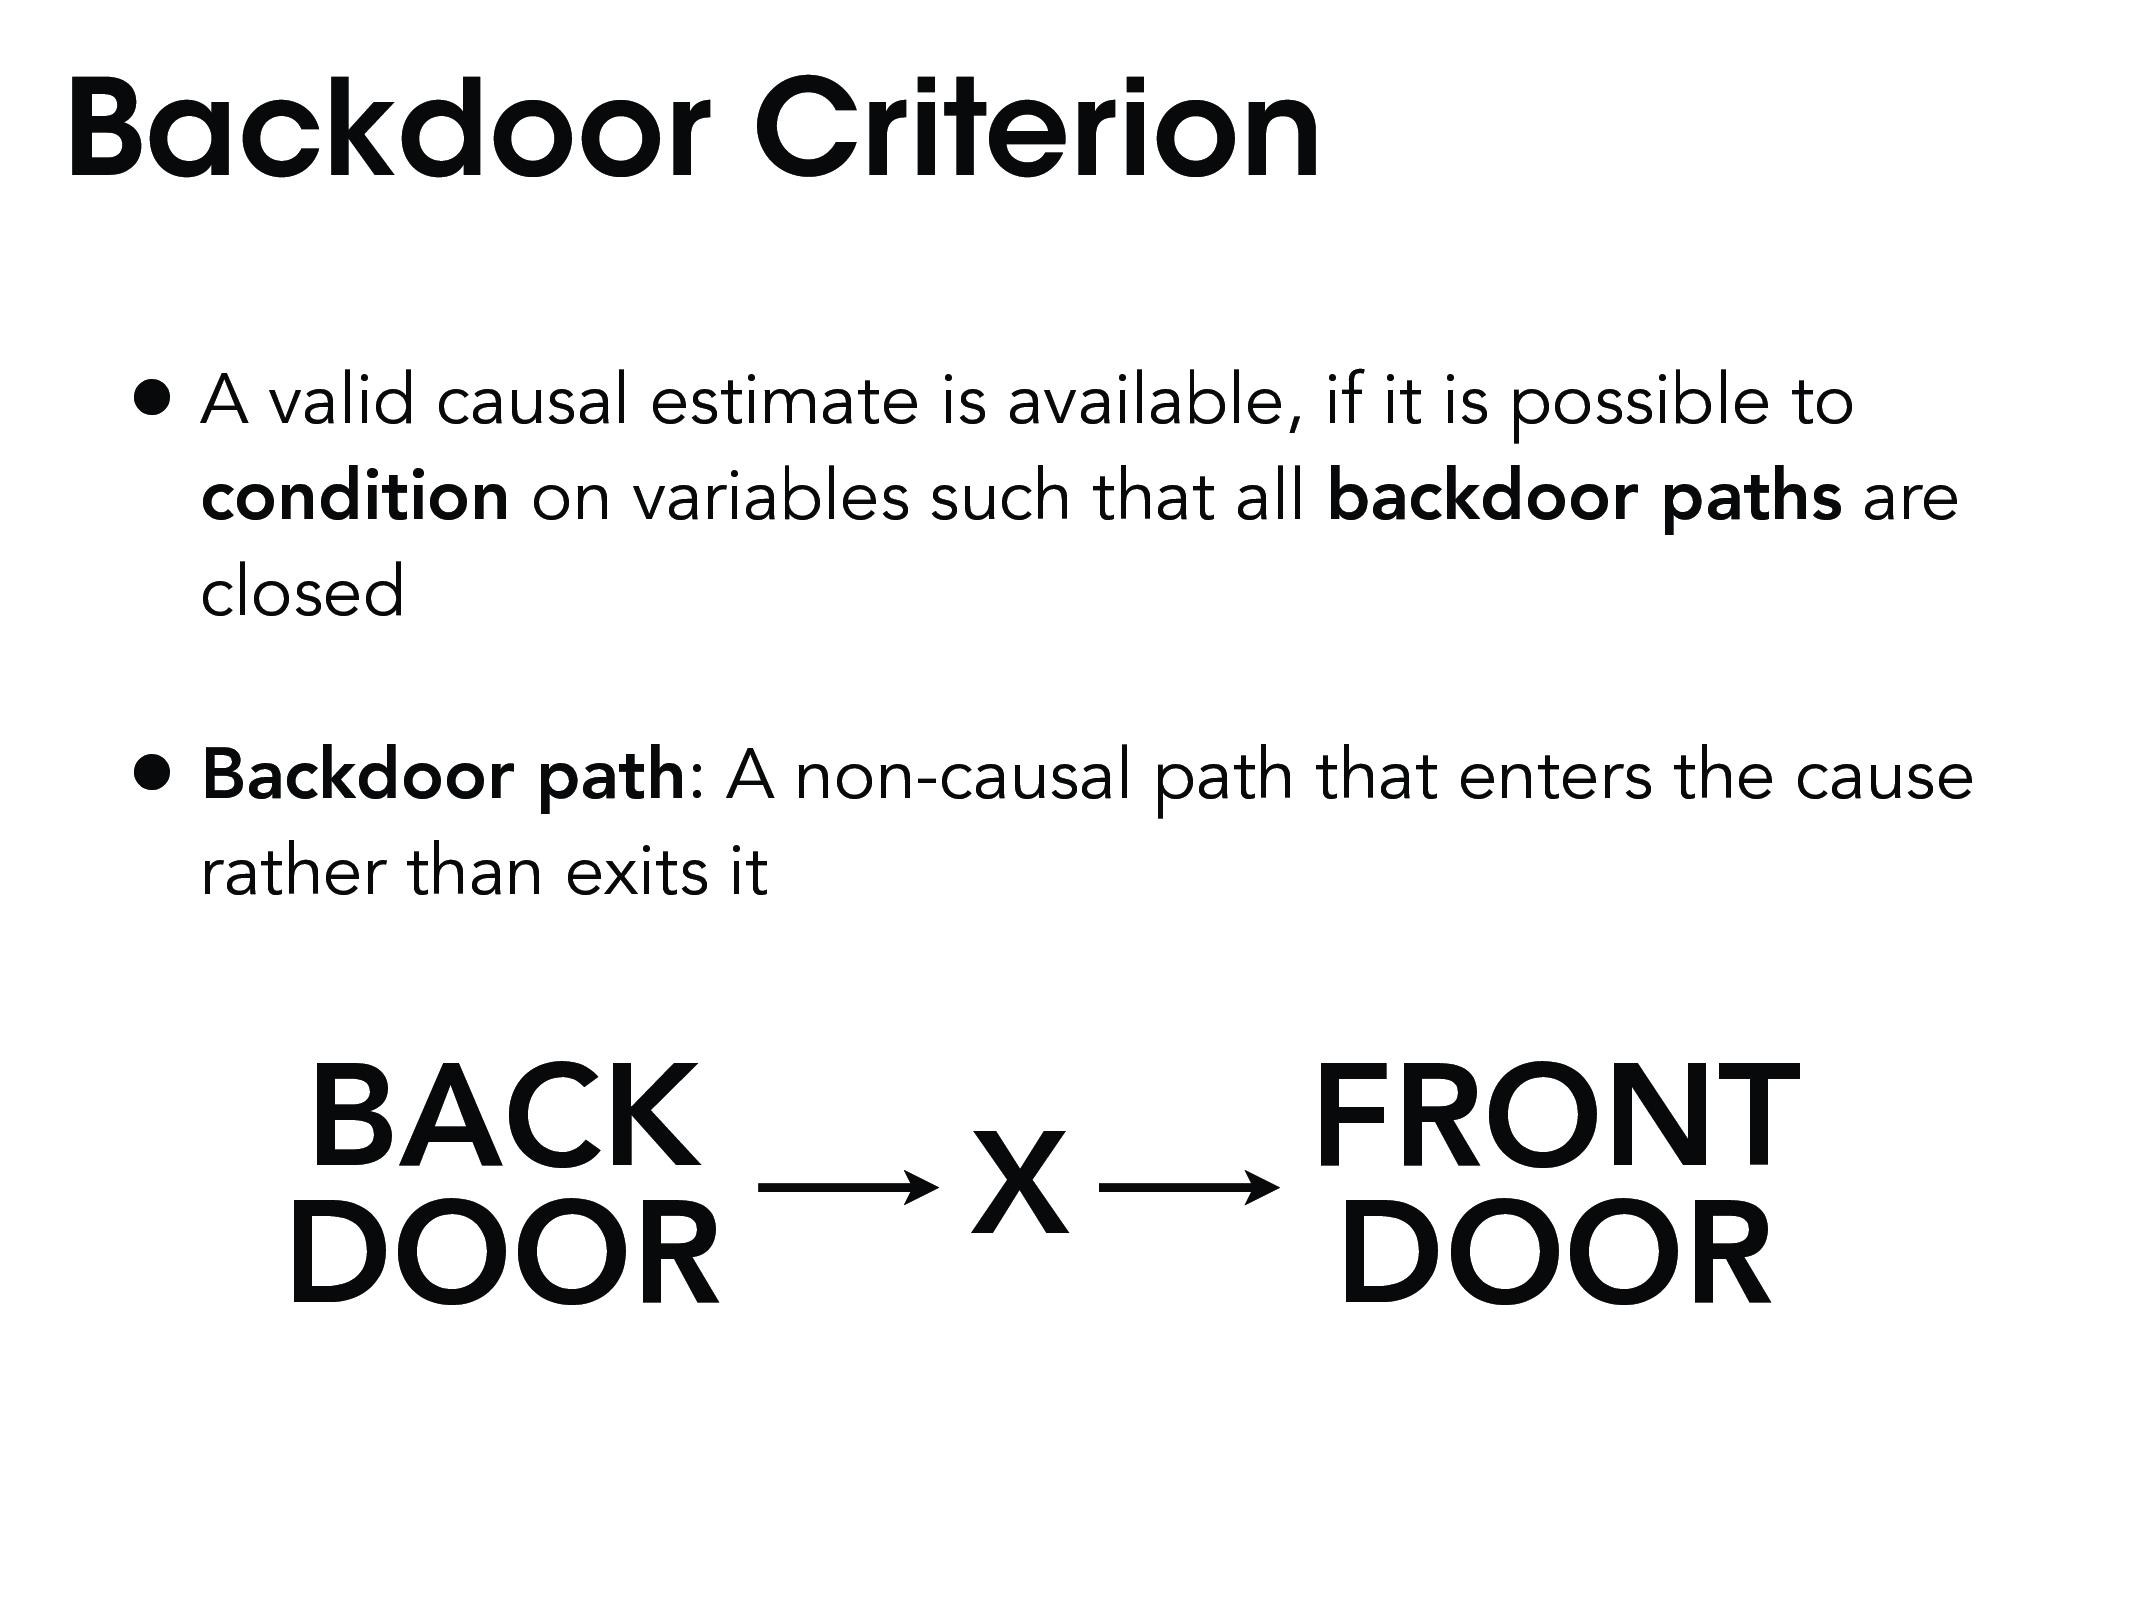 Backdoor Criterion
• A valid causal estimate is available, if it is possible to
condition on variables such that all backdoor paths are
closed
• Backdoor path: A non-causal path that enters the cause
rather than exits it
BACK
DOOR
X
FRONT
DOOR